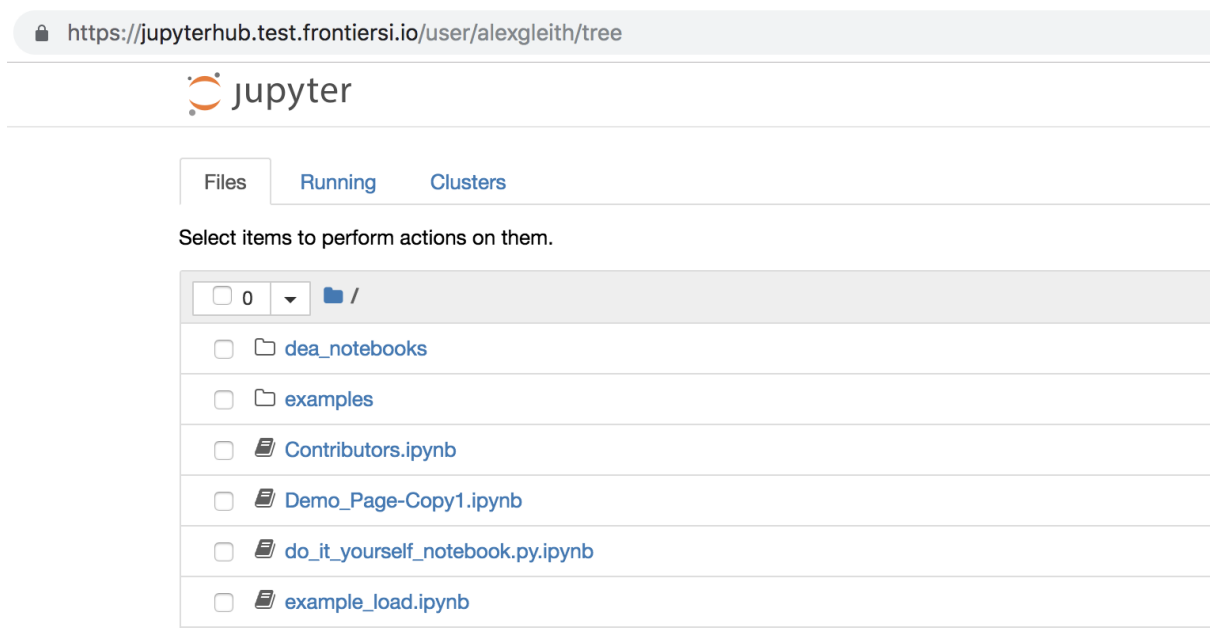 https://jupyterhub.test.frontiersi.io/user/alexgleith/tree
jupyter
Files Running Clusters
Select items to perform actions on them.
0 /
dea_notebooks
examples
Contributors.ipynb
Demo_Page-Copy1.ipynb
do_it_yourself_notebook.py.ipynb
example_load.ipynb